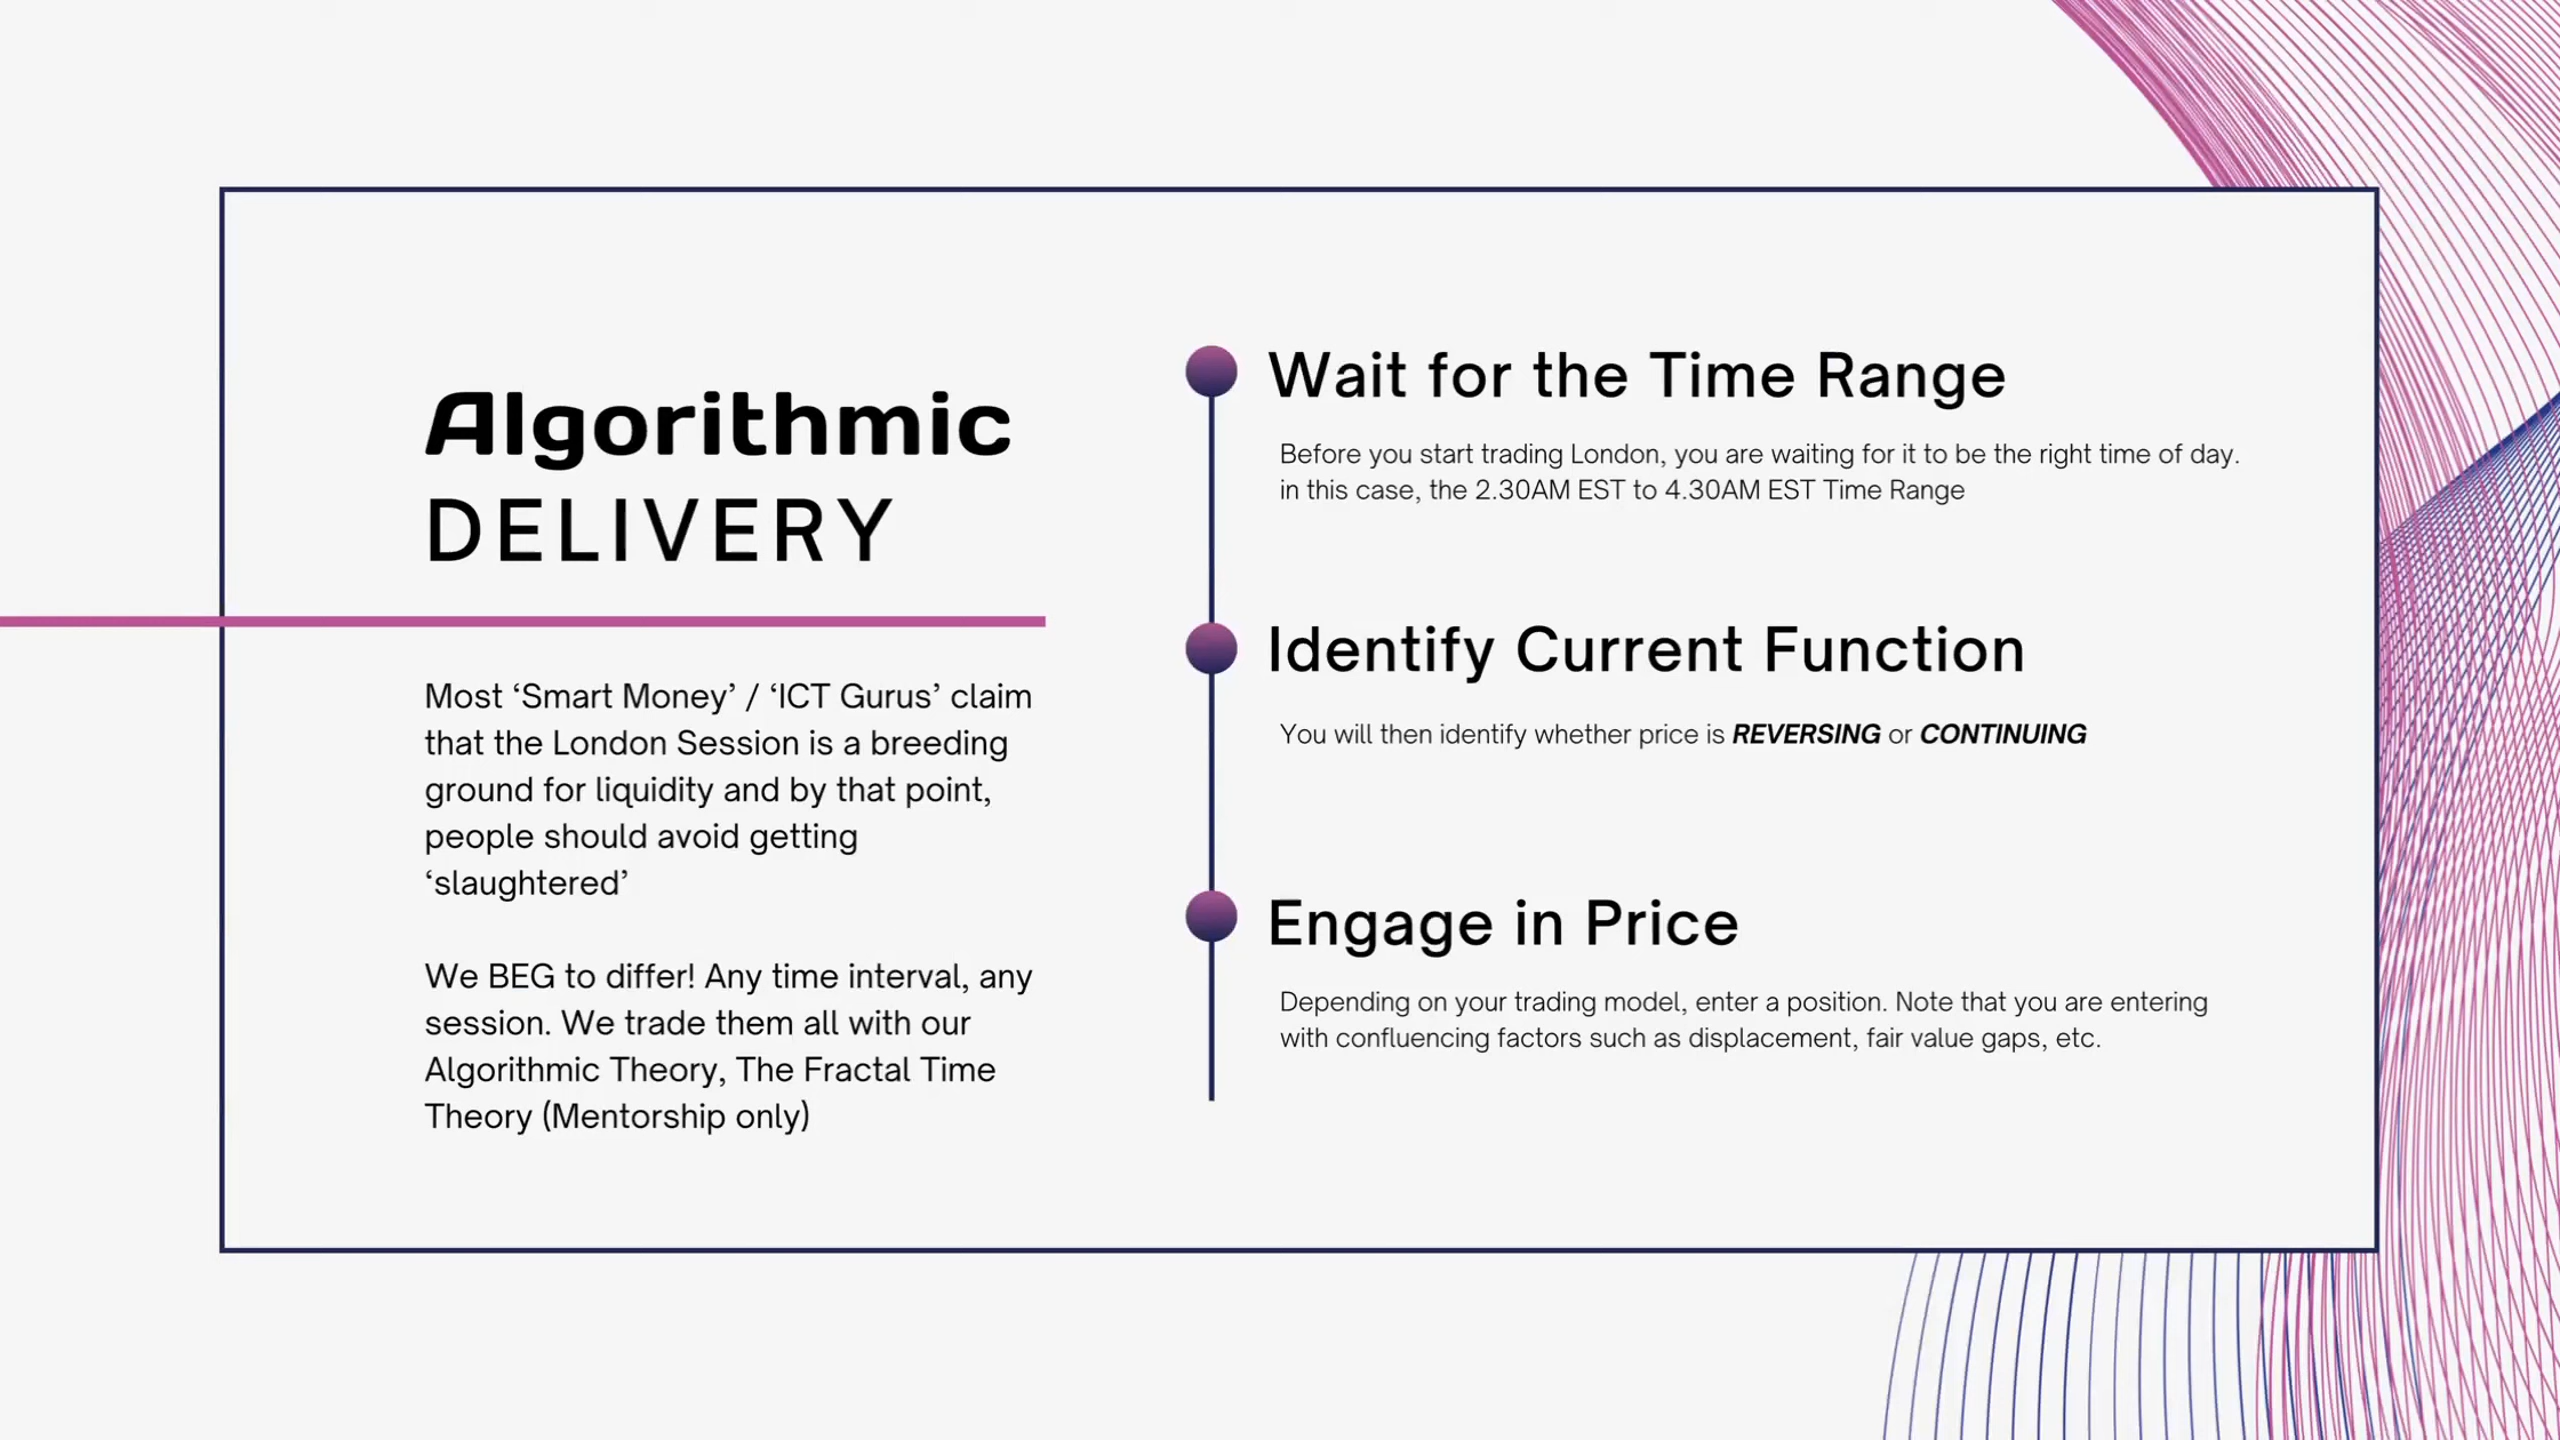 Algorithmic
DELIVERY
Most ‘Smart Money’ / ‘ICT Gurus’ claim
that the London Session is a breeding
ground for liquidity and by that point,
people should avoid getting
‘slaughtered’
We BEG to differ! Any time interval, any
session. We trade them all with our
Algorithmic Theory, The Fractal Time
Theory (Mentorship only)
Wait for the Time Range
Before you start trading London, you are waiting for it to be the right time of day.
in this case, the 2.30AM EST to 4.30AM EST Time Range
Identify Current Function
You will then identify whether price is REVERSING or CONTINUING
Engage in Price
Depending on your trading model, enter a position. Note that you are entering
with confluencing factors such as displacement, fair value gaps, etc.